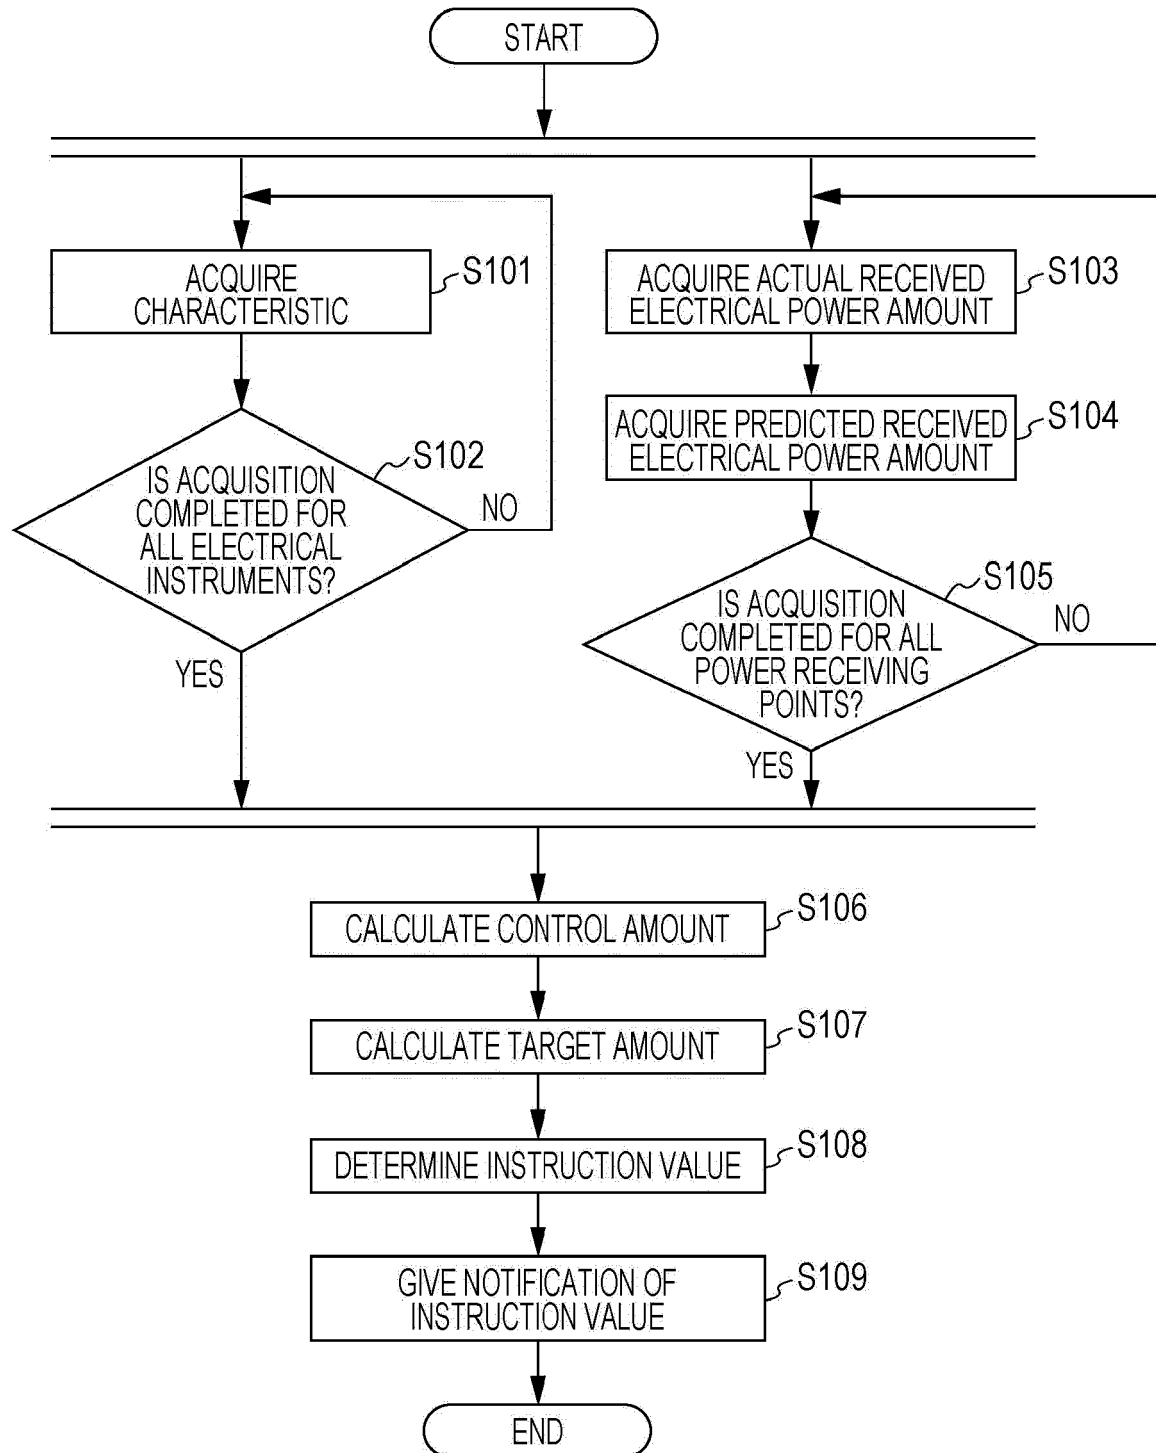 START
ACQUIRE
CHARACTERISTIC
S101
IS ACQUISITION
COMPLETED FOR
ALL ELECTRICAL
INSTRUMENTS?
S102
NO
YES
ACQUIRE ACTUAL RECEIVED
ELECTRICAL POWER AMOUNT
S103
ACQUIRE PREDICTED RECEIVED
ELECTRICAL POWER AMOUNT
S104
IS ACQUISITION
COMPLETED FOR ALL
POWER RECEIVING
POINTS?
S105
NO
YES
CALCULATE CONTROL AMOUNT
S106
CALCULATE TARGET AMOUNT
S107
DETERMINE INSTRUCTION VALUE
S108
GIVE NOTIFICATION OF
INSTRUCTION VALUE
S109
END